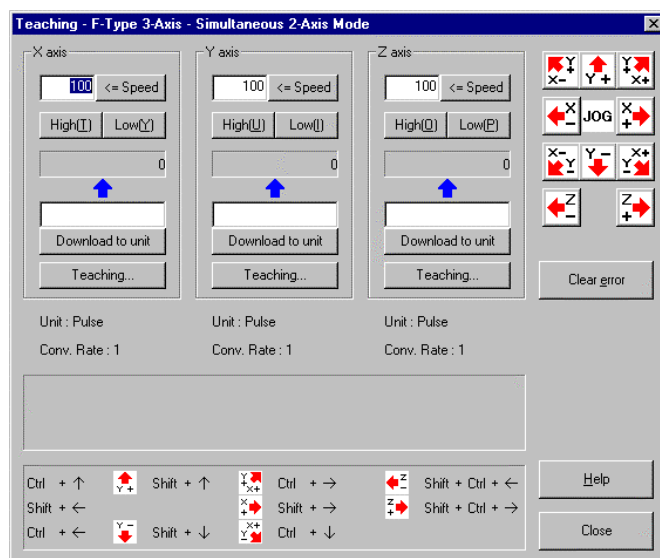 Teaching - F-Type 3-Axis - Simultaneous 2-Axis Mode
X axis
100 <= Speed
High(T) Low(Y)
0
Download to unit
Teaching...
Unit : Pulse
Conv. Rate : 1
Y axis
100 <= Speed
High(U) Low(I)
0
Download to unit
Teaching...
Unit : Pulse
Conv. Rate : 1
Z axis
100 <= Speed
High(O) Low(P)
0
Download to unit
Teaching...
Unit : Pulse
Conv. Rate : 1
X- Y+ Y+ Y+ X+
X- JOG X+
X- Y- Y- Y- X+
Z- Z+
Clear error
Ctrl + ↑ Y+ Shift + ↑ Y+ X+ Ctrl + → Z- Shift + Ctrl + ←
Shift + ← X+ Shift + → Z+ Shift + Ctrl + →
Ctrl + ← Y- Shift + ↓ X+ Y- Ctrl + ↓
Help
Close